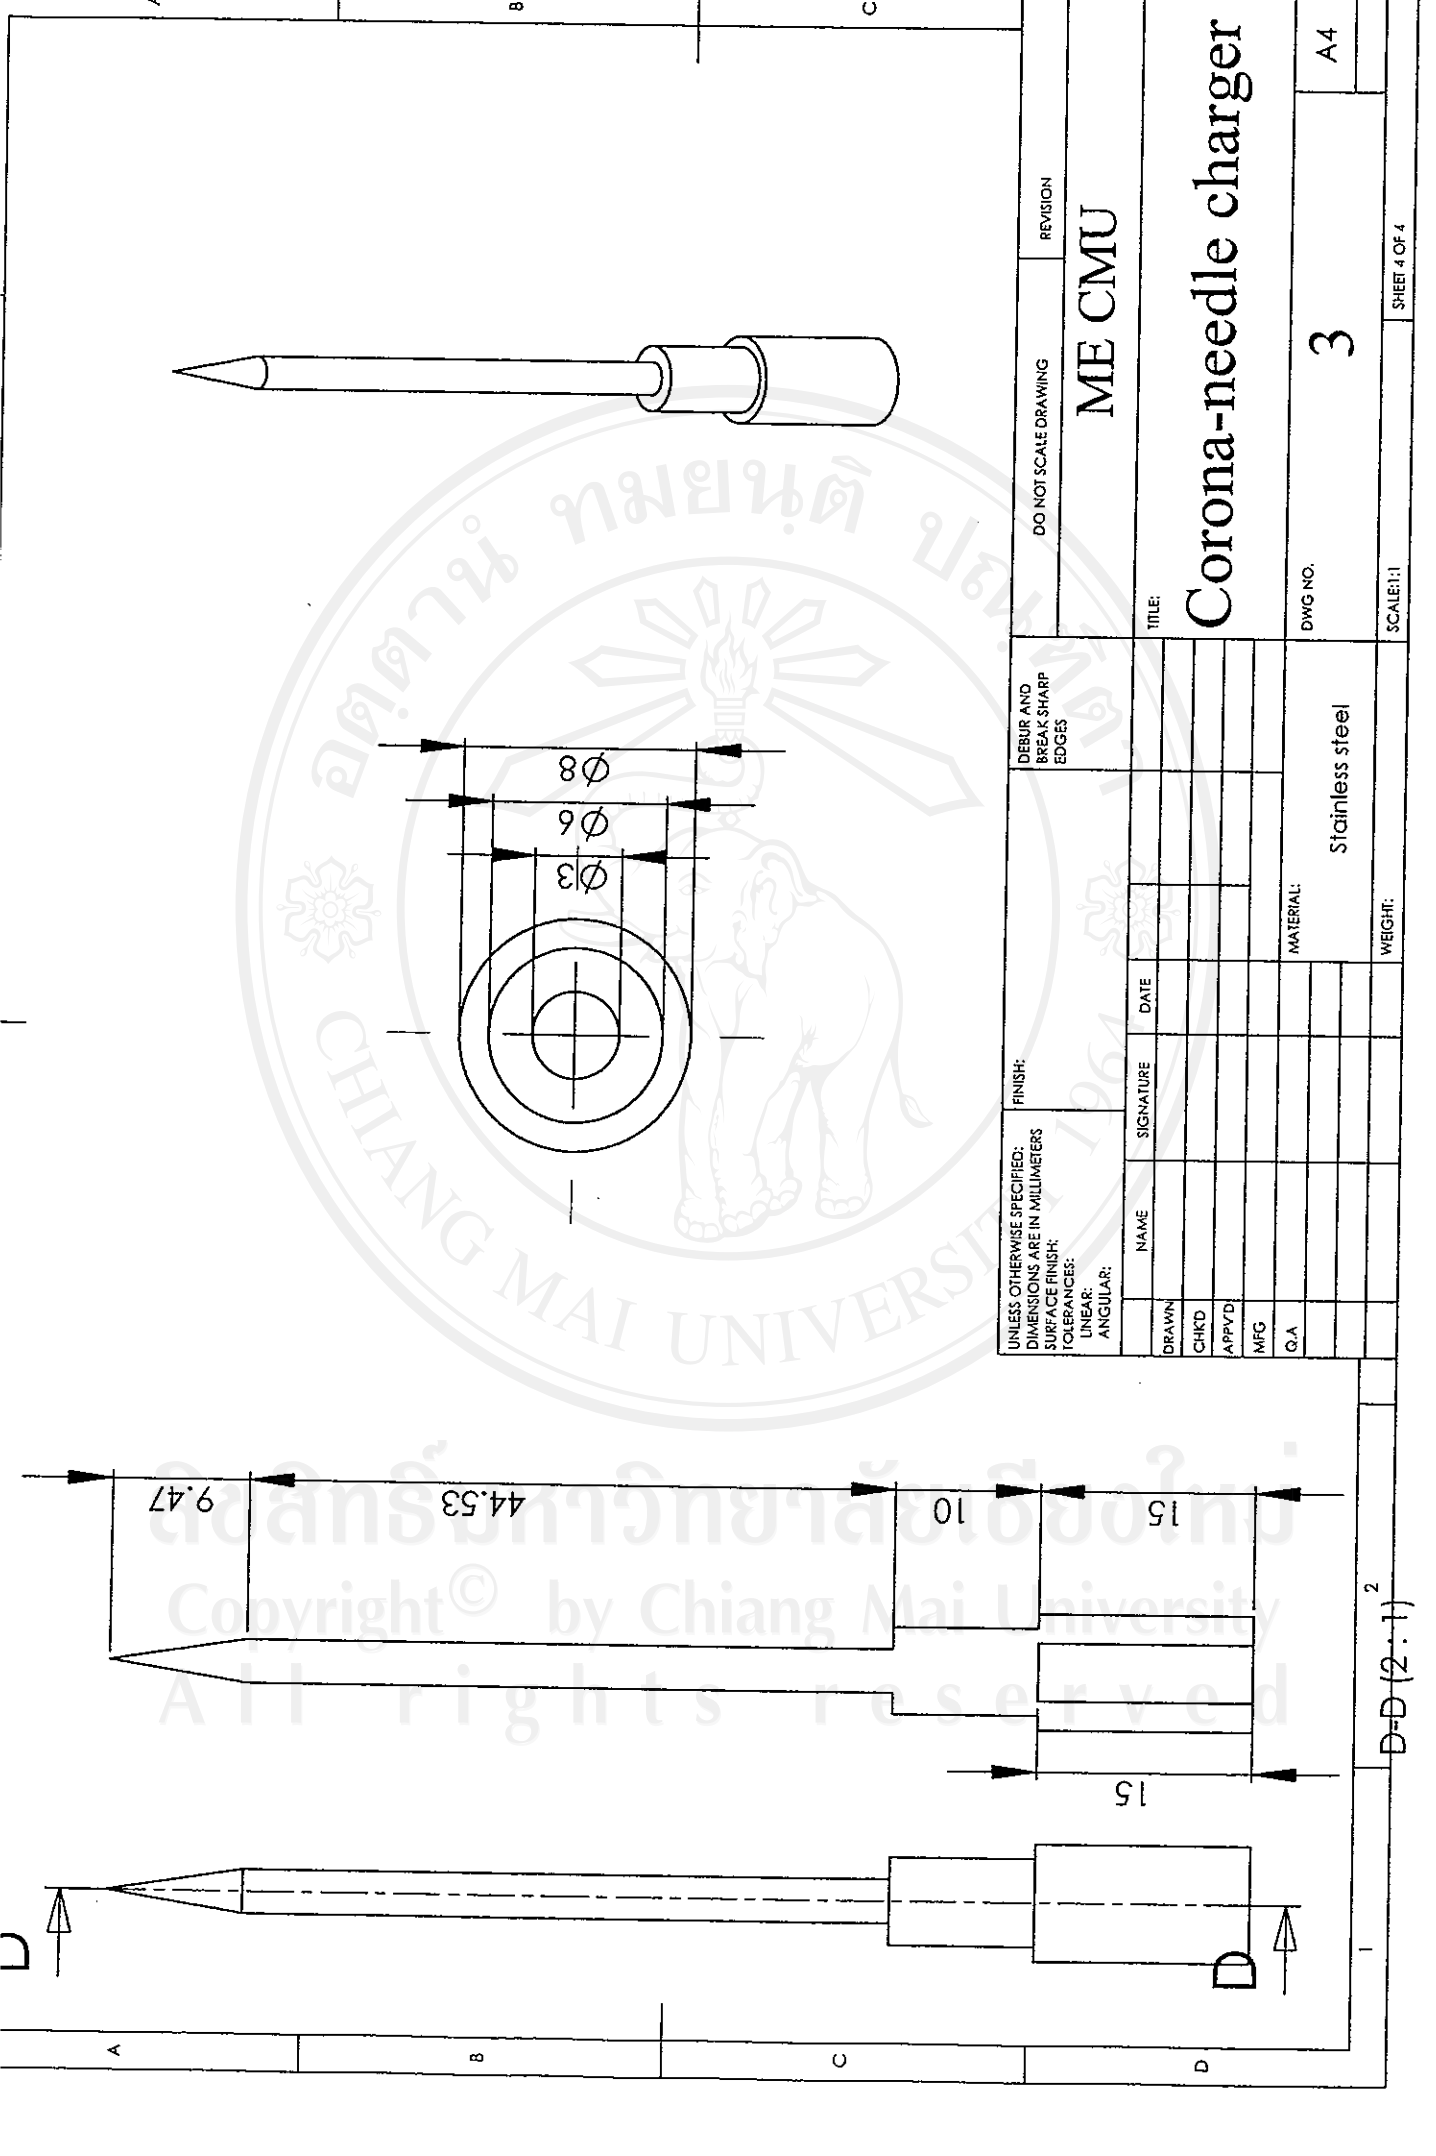 A
B
C
Ø8
Ø6
Ø3
9.47
44.53
10
15
15
D
D
D-D (2 : 1)
1
2
A
B
C
D
UNLESS OTHERWISE SPECIFIED:
DIMENSIONS ARE IN MILLIMETERS
SURFACE FINISH:
TOLERANCES:
LINEAR:
ANGULAR:
FINISH:
DEBUR AND
BREAK SHARP
EDGES
DO NOT SCALE DRAWING
REVISION
ME CMU
NAME
SIGNATURE
DATE
TITLE:
DRAWN
CHK'D
APPV'D
MFG
Q.A
Corona-needle charger
MATERIAL:
Stainless steel
DWG NO.
3
A4
WEIGHT:
SCALE:1:1
SHEET 4 OF 4
CHIANG MAI UNIVERSITY 1964
ลิขสิทธิ์มหาวิทยาลัยเชียงใหม่
Copyright© by Chiang Mai University
All rights reserved